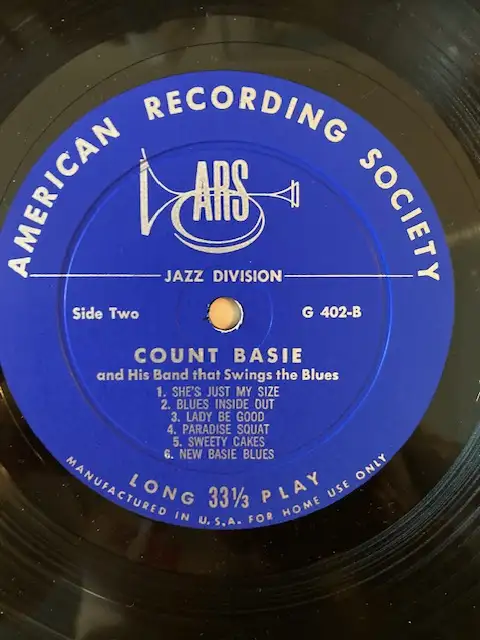 AMERICAN RECORDING SOCIETY
ARS
JAZZ DIVISION
Side Two
G 402-B
COUNT BASIE
and His Band that Swings the Blues
1. SHE'S JUST MY SIZE
2. BLUES INSIDE OUT
3. LADY BE GOOD
4. PARADISE SQUAT
5. SWEETY CAKES
6. NEW BASIE BLUES
LONG 33⅓ PLAY
MANUFACTURED IN U.S.A. FOR HOME USE ONLY